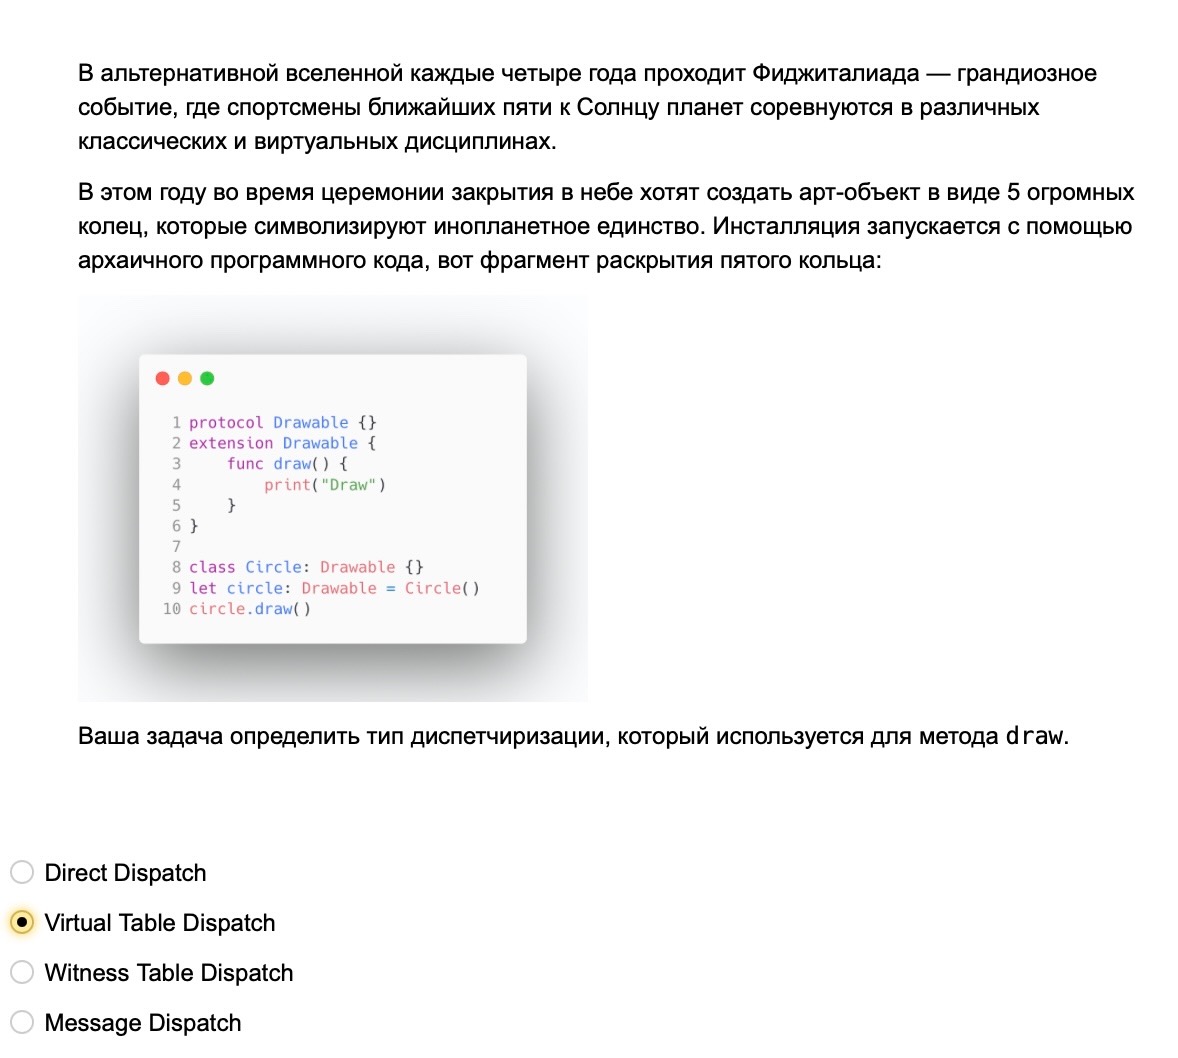 В альтернативной вселенной каждые четыре года проходит Фиджиталиада — грандиозное
событие, где спортсмены ближайших пяти к Солнцу планет соревнуются в различных
классических и виртуальных дисциплинах.
В этом году во время церемонии закрытия в небе хотят создать арт-объект в виде 5 огромных
колец, которые символизируют инопланетное единство. Инсталляция запускается с помощью
архаичного программного кода, вот фрагмент раскрытия пятого кольца:
1 protocol Drawable {}
2 extension Drawable {
3     func draw() {
4         print("Draw")
5     }
6 }
7
8 class Circle: Drawable {}
9 let circle: Drawable = Circle()
10 circle.draw()
Ваша задача определить тип диспетчиризации, который используется для метода draw.
Direct Dispatch
Virtual Table Dispatch
Witness Table Dispatch
Message Dispatch